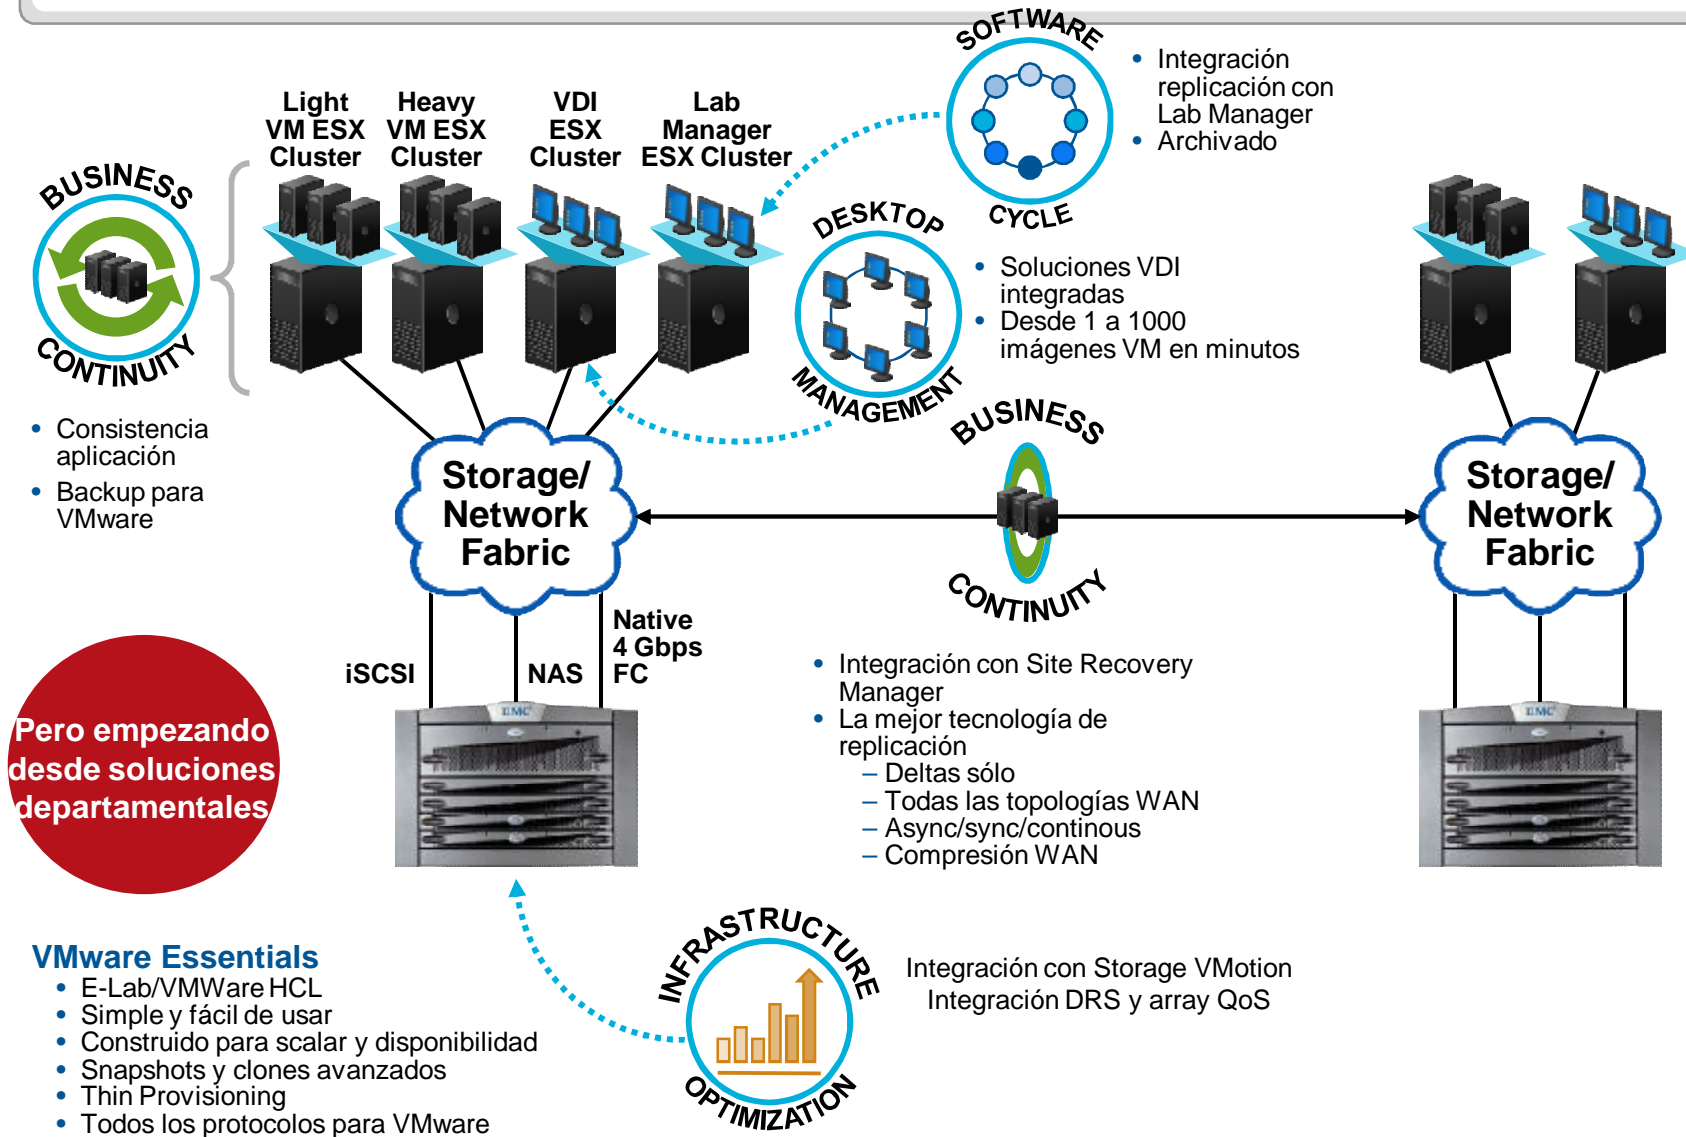 SOFTWARE
CYCLE
• Integración
replicación con
Lab Manager
• Archivado
Light
VM ESX
Cluster
Heavy
VM ESX
Cluster
VDI
ESX
Cluster
Lab
Manager
ESX Cluster
BUSINESS
CONTINUITY
• Consistencia
aplicación
• Backup para
VMware
DESKTOP
MANAGEMENT
• Soluciones VDI
integradas
• Desde 1 a 1000
imágenes VM en minutos
Storage/
Network
Fabric
BUSINESS
CONTINUITY
Storage/
Network
Fabric
iSCSI
NAS
Native
4 Gbps
FC
EMC
EMC
• Integración con Site Recovery
Manager
• La mejor tecnología de
replicación
– Deltas sólo
– Todas las topologías WAN
– Async/sync/continous
– Compresión WAN
Pero empezando
desde soluciones
departamentales
VMware Essentials
• E-Lab/VMWare HCL
• Simple y fácil de usar
• Construido para scalar y disponibilidad
• Snapshots y clones avanzados
• Thin Provisioning
• Todos los protocolos para VMware
INFRASTRUCTURE
OPTIMIZATION
Integración con Storage VMotion
Integración DRS y array QoS